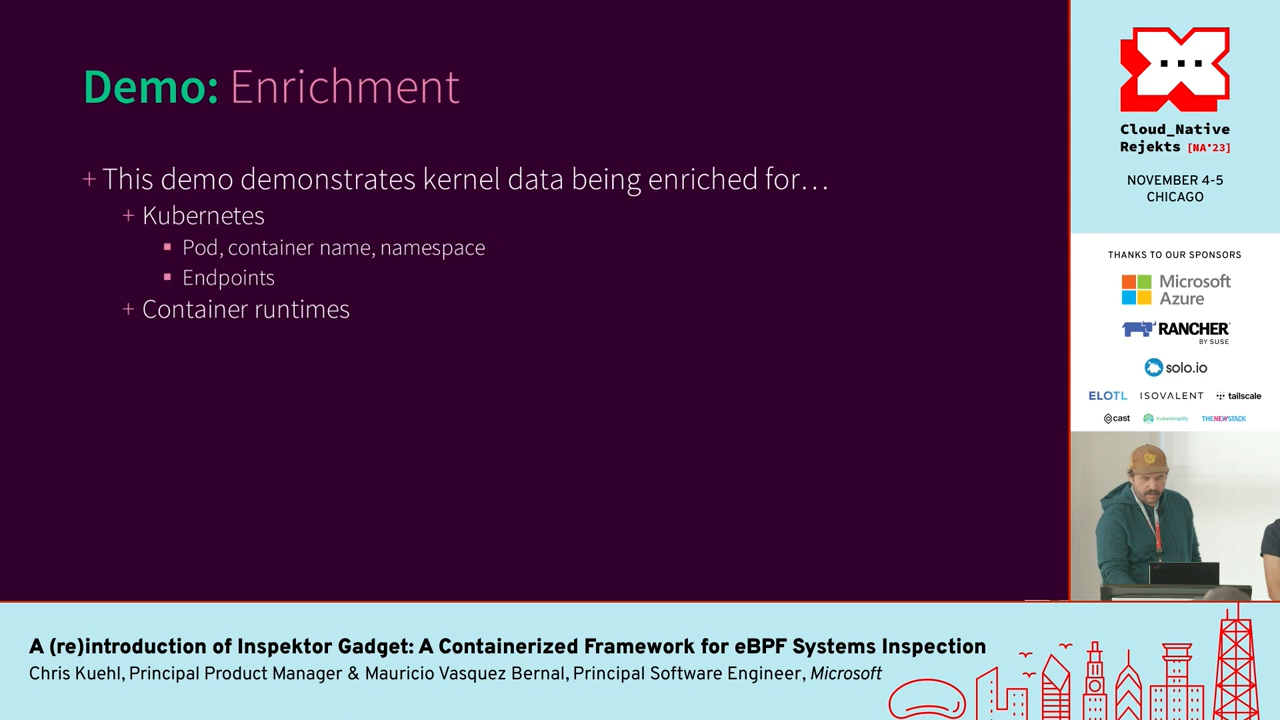 Demo: Enrichment
+ This demo demonstrates kernel data being enriched for…
+ Kubernetes
▪ Pod, container name, namespace
▪ Endpoints
+ Container runtimes
Cloud_Native
Rejekts [NA'23]
NOVEMBER 4-5
CHICAGO
THANKS TO OUR SPONSORS
Microsoft
Azure
RANCHER
BY SUSE
solo.io
ELOTL ISOVALENT tailscale
cast Kubesimplify THENEWSTACK
A (re)introduction of Inspektor Gadget: A Containerized Framework for eBPF Systems Inspection
Chris Kuehl, Principal Product Manager & Mauricio Vasquez Bernal, Principal Software Engineer, Microsoft